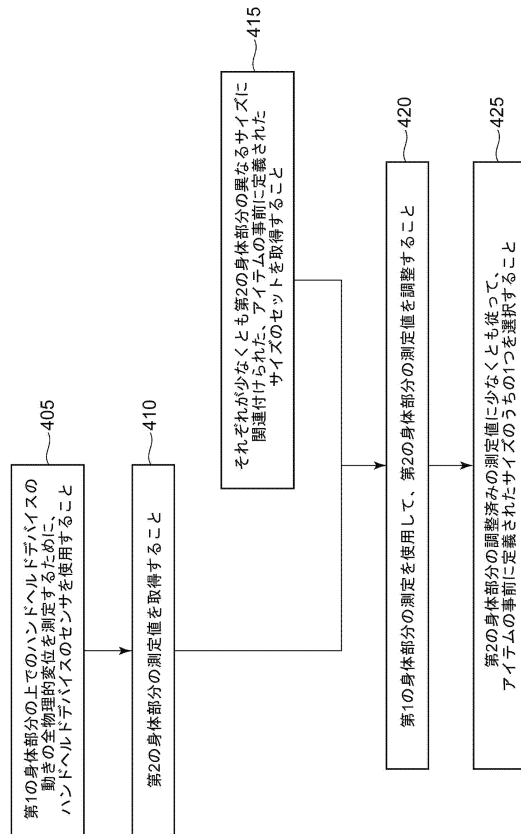 405
第1の身体部分の上でのハンドヘルドデバイスの
動きの全物理的変位を測定するために、
ハンドヘルドデバイスのセンサを使用すること
410
第2の身体部分の測定値を取得すること
415
それぞれが少なくとも第2の身体部分の異なるサイズに
関連付けられた、アイテムの事前に定義された
サイズのセットを取得すること
420
第1の身体部分の測定を使用して、第2の身体部分の測定値を調整すること
425
第2の身体部分の調整済みの測定値に少なくとも従って、
アイテムの事前に定義されたサイズのうちの1つを選択すること